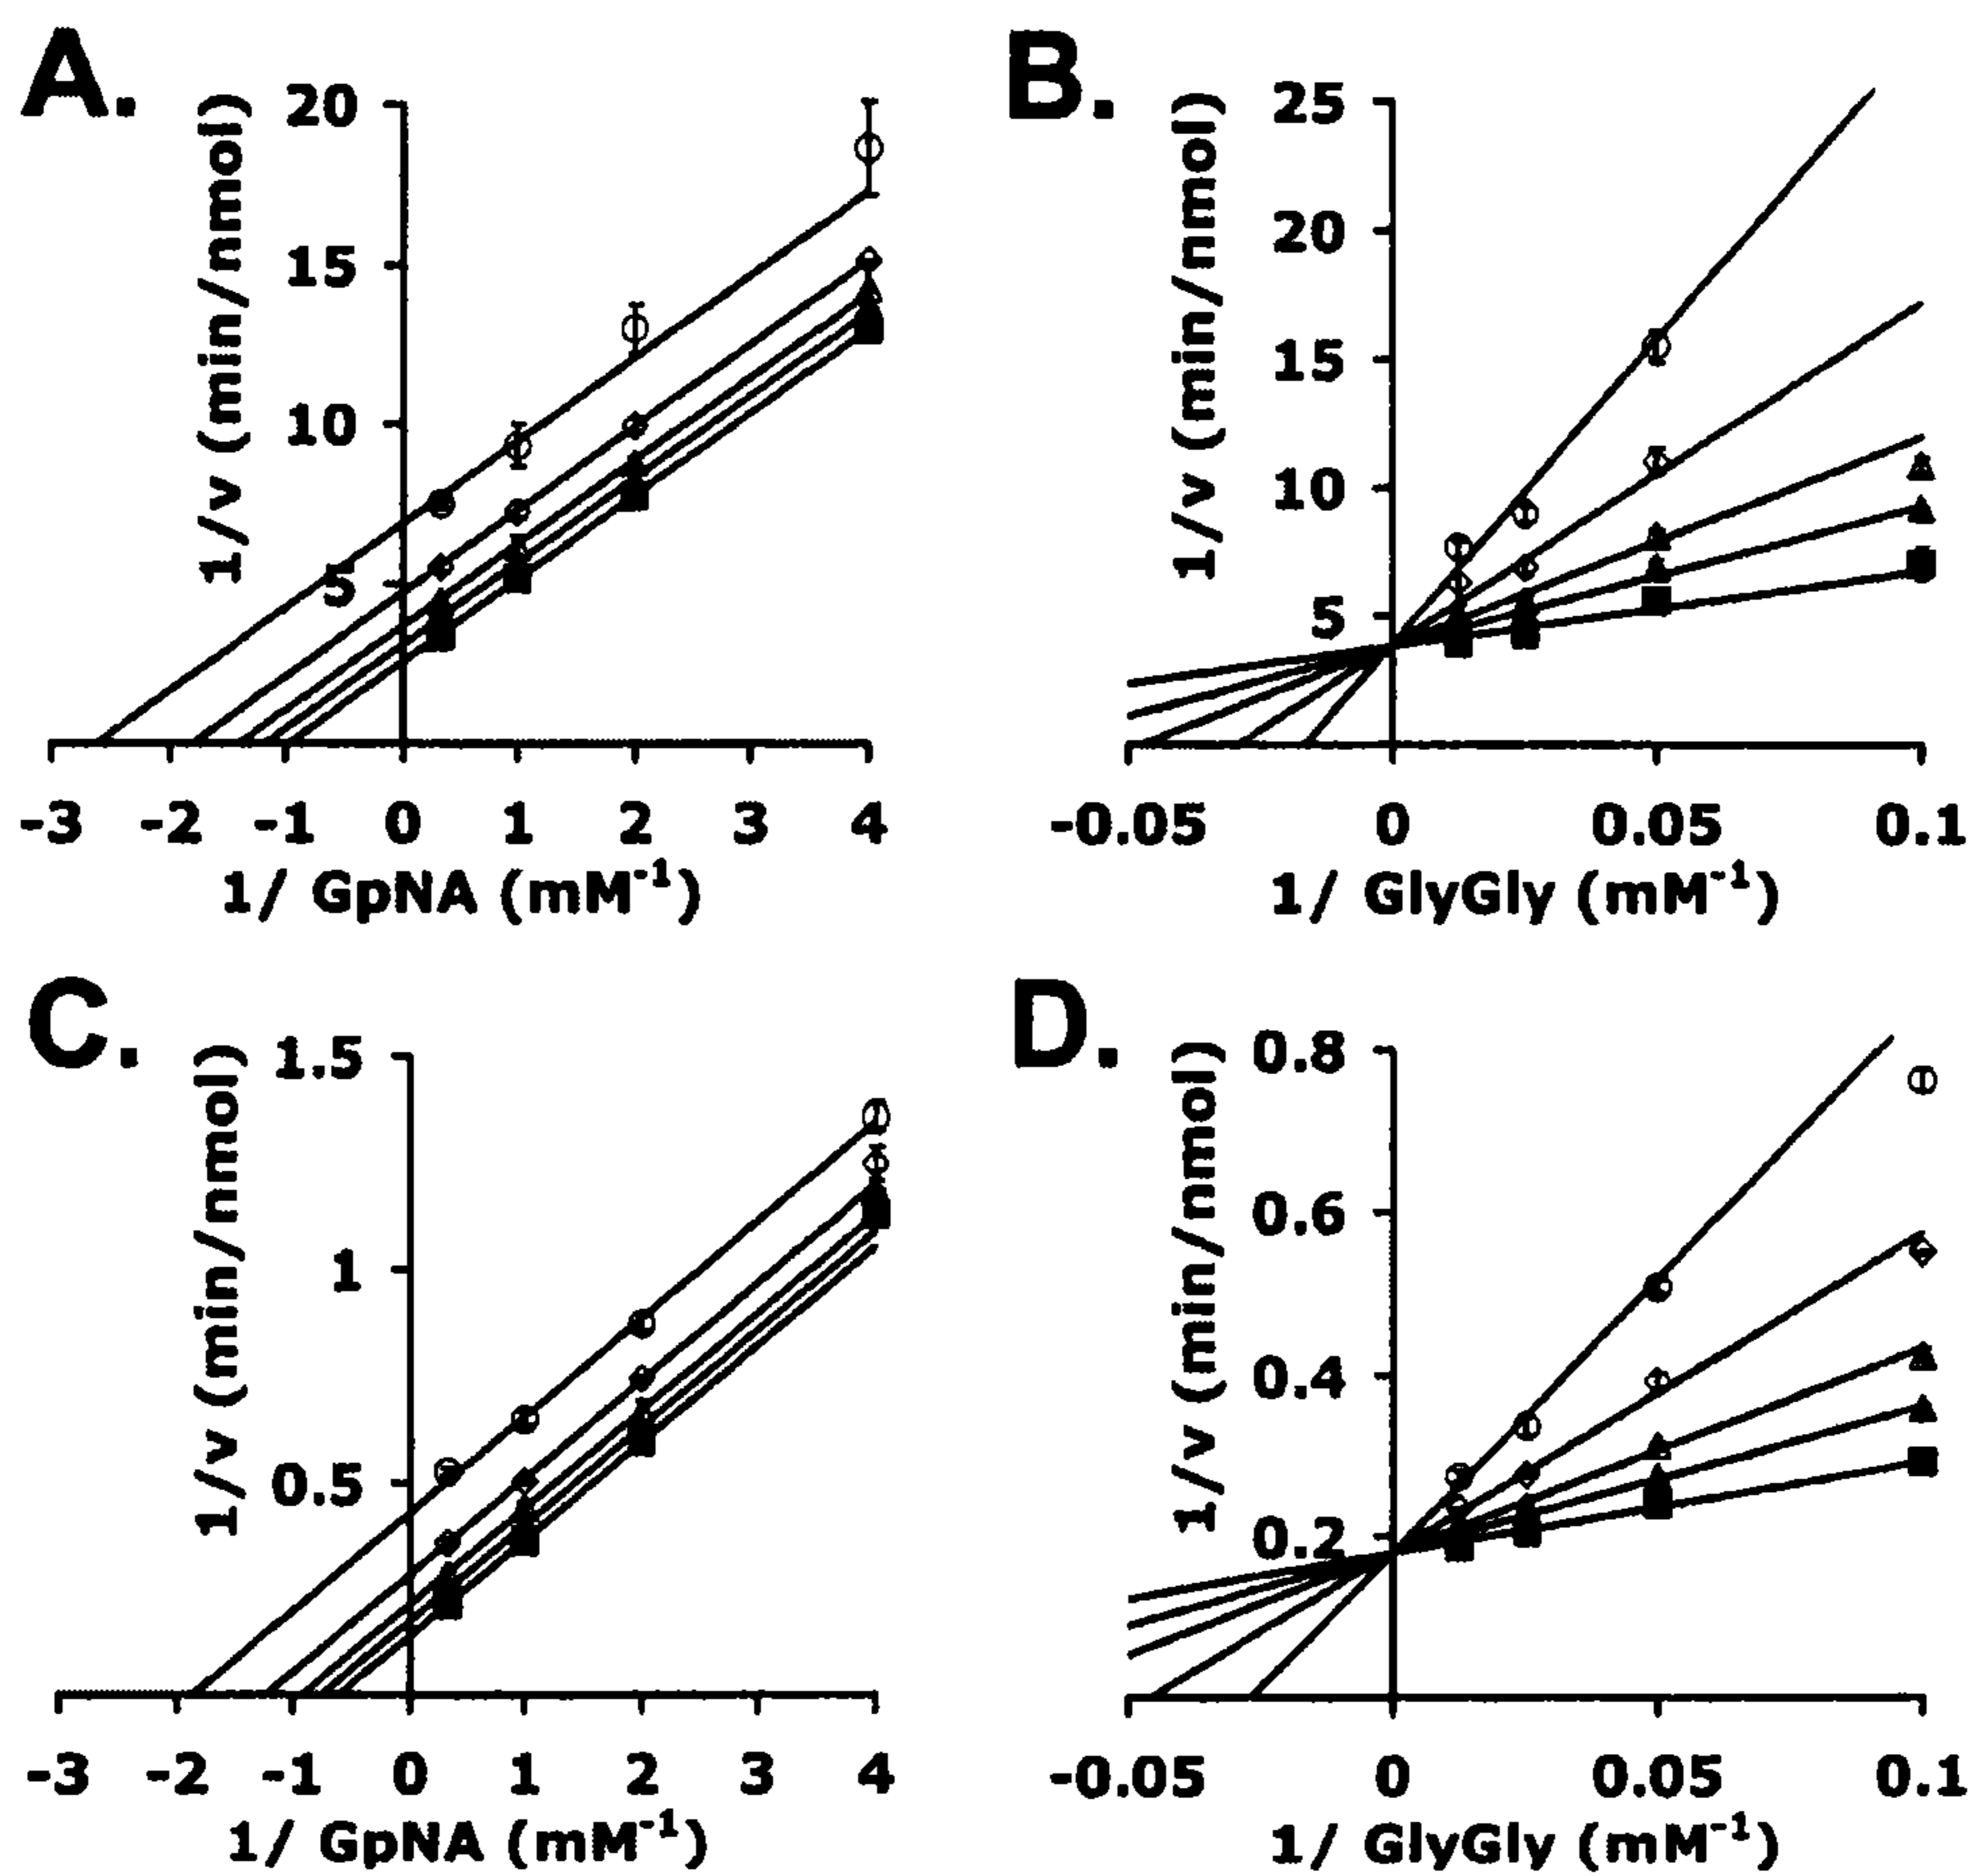 A.
1/v (min/nmol)
20
15
10
5
-3 -2 -1 0 1 2 3 4
1/ GpNA (mM-1)
B.
1/v (min/nmol)
25
20
15
10
5
-0.05 0 0.05 0.1
1/ GlyGly (mM-1)
C.
1/v (min/nmol)
1.5
1
0.5
-3 -2 -1 0 1 2 3 4
1/ GpNA (mM-1)
D.
1/v (min/nmol)
0.8
0.6
0.4
0.2
-0.05 0 0.05 0.1
1/ GlyGly (mM-1)